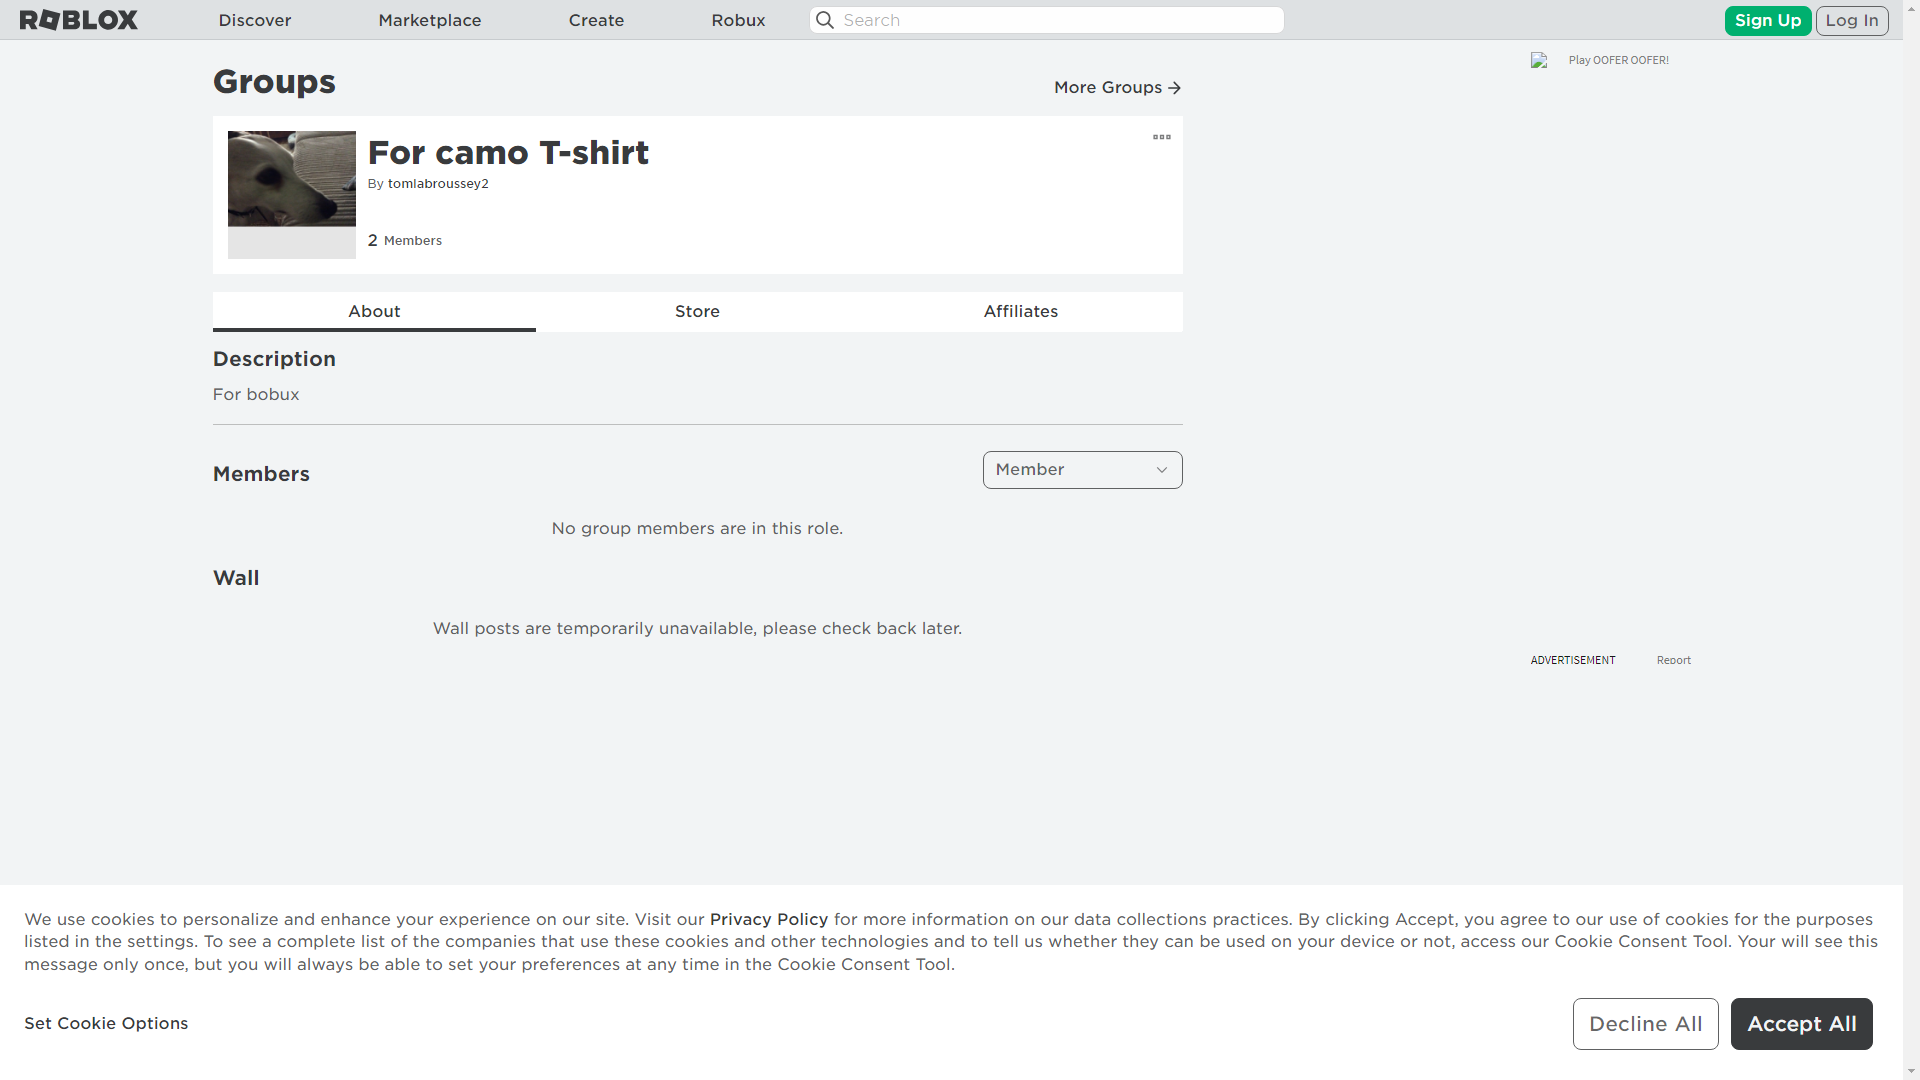 ROBLOX
Discover
Marketplace
Create
Robux
Search
Sign Up
Log In
Play OOFER OOFER!
Groups
More Groups
For camo T-shirt
By tomlabroussey2
2 Members
About
Store
Affiliates
Description
For bobux
Members
Member
No group members are in this role.
Wall
Wall posts are temporarily unavailable, please check back later.
ADVERTISEMENT
Report
We use cookies to personalize and enhance your experience on our site. Visit our Privacy Policy for more information on our data collections practices. By clicking Accept, you agree to our use of cookies for the purposes
listed in the settings. To see a complete list of the companies that use these cookies and other technologies and to tell us whether they can be used on your device or not, access our Cookie Consent Tool. Your will see this
message only once, but you will always be able to set your preferences at any time in the Cookie Consent Tool.
Set Cookie Options
Decline All
Accept All